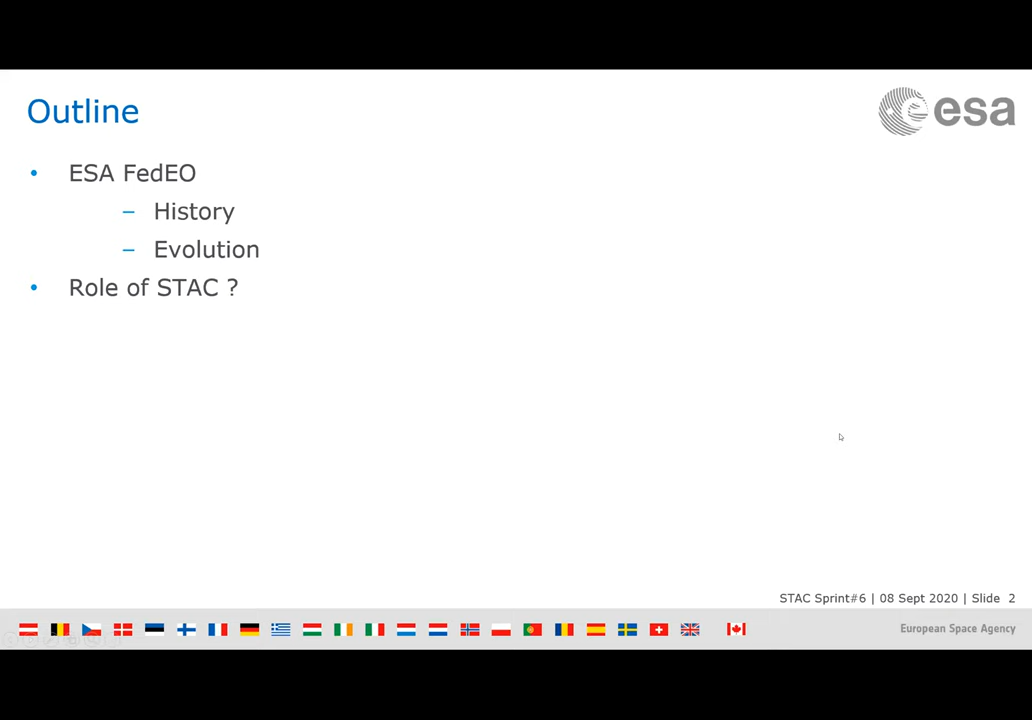 Outline
esa
• ESA FedEO
– History
– Evolution
• Role of STAC ?
STAC Sprint#6 | 08 Sept 2020 | Slide 2
European Space Agency